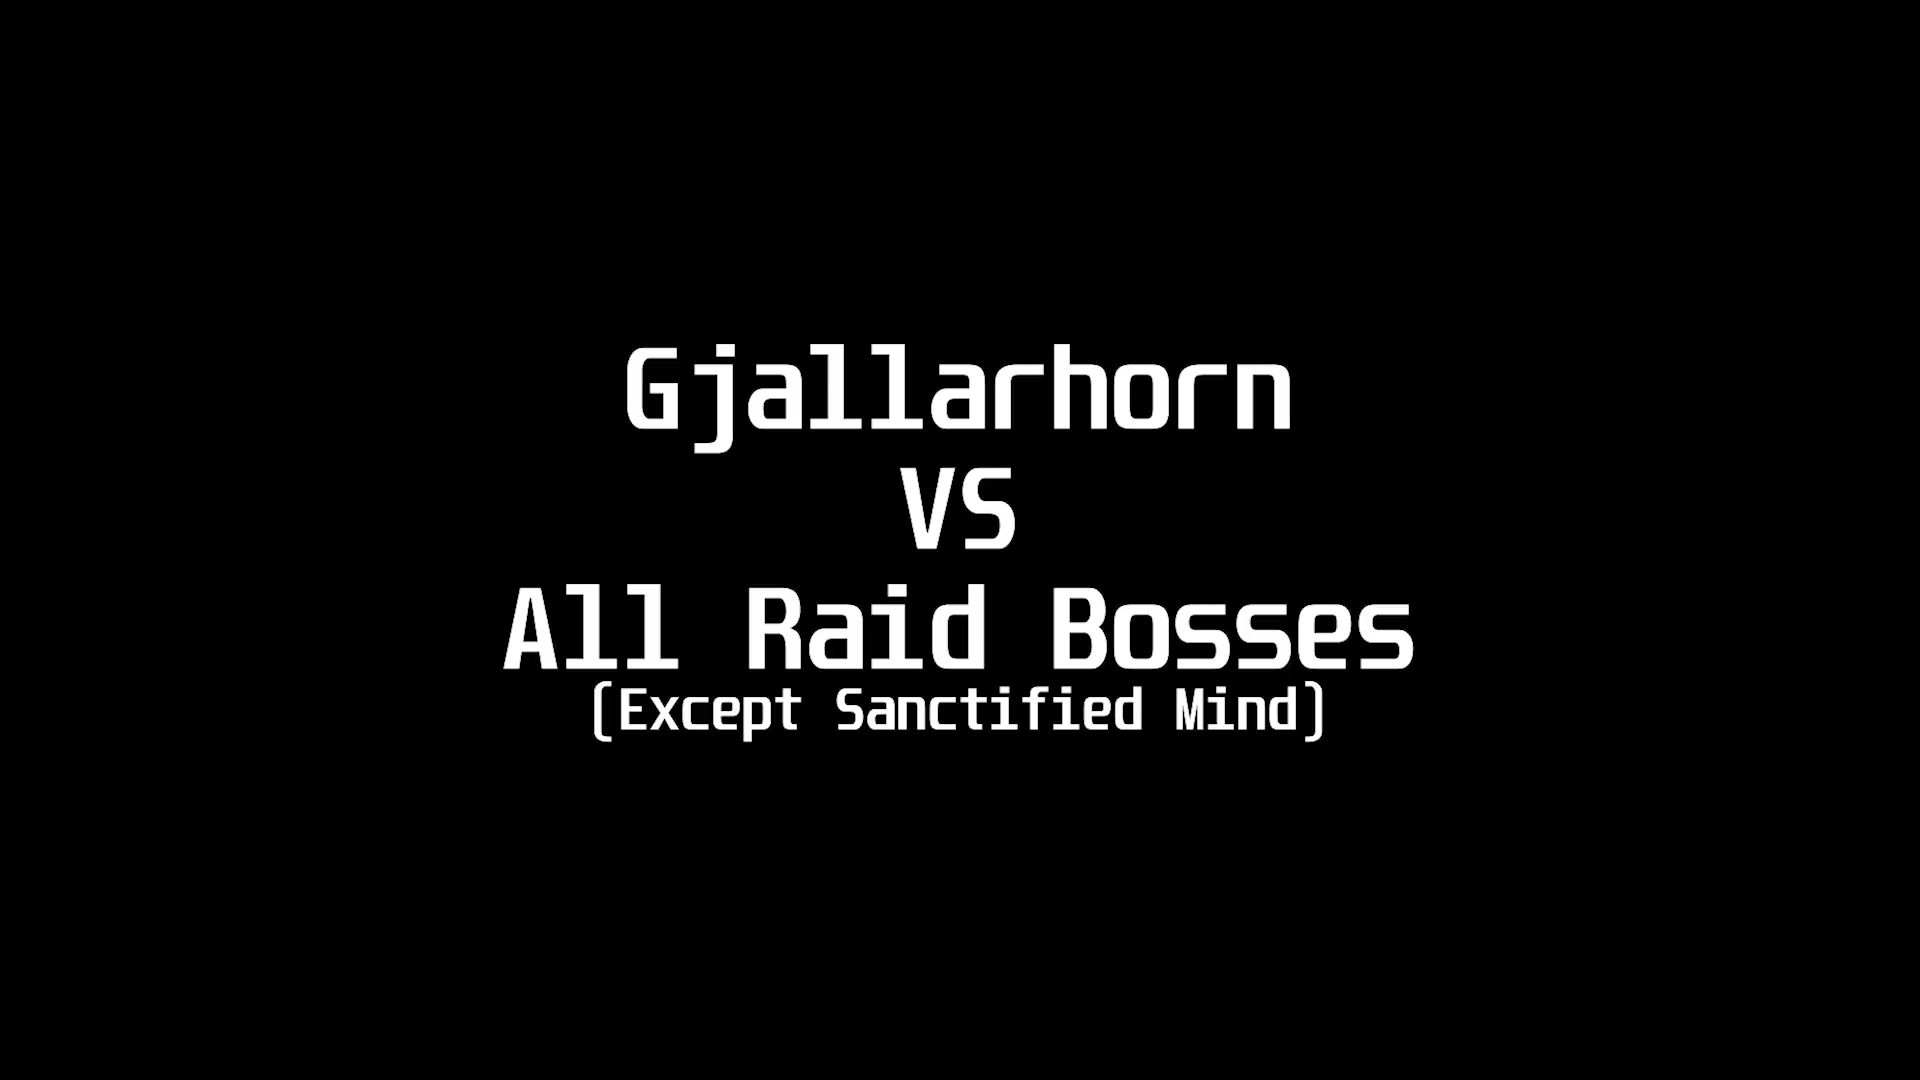 Gjallarhorn
VS
All Raid Bosses
(Except Sanctified Mind)